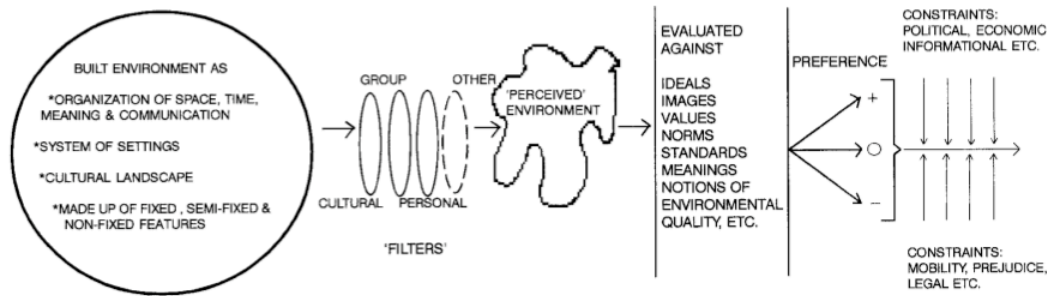 BUILT ENVIRONMENT AS
*ORGANIZATION OF SPACE, TIME,
MEANING & COMMUNICATION
*SYSTEM OF SETTINGS
*CULTURAL LANDSCAPE
*MADE UP OF FIXED, SEMI-FIXED &
NON-FIXED FEATURES
GROUP
OTHER
CULTURAL
PERSONAL
'FILTERS'
'PERCEIVED'
ENVIRONMENT
EVALUATED
AGAINST
IDEALS
IMAGES
VALUES
NORMS
STANDARDS
MEANINGS
NOTIONS OF
ENVIRONMENTAL
QUALITY, ETC.
PREFERENCE
+
○
−
CONSTRAINTS:
POLITICAL, ECONOMIC
INFORMATIONAL ETC.
CONSTRAINTS:
MOBILITY, PREJUDICE,
LEGAL ETC.